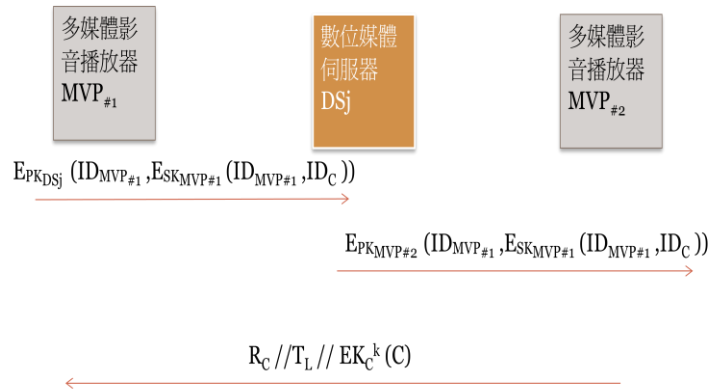 多媒體影
音播放器
MVP#1
數位媒體
伺服器
DSj
多媒體影
音播放器
MVP#2
EPKDSj (IDMVP#1 ,ESKMVP#1 (IDMVP#1 ,IDC ))
EPKMVP#2 (IDMVP#1 ,ESKMVP#1 (IDMVP#1 ,IDC ))
RC //TL // EKCk (C)